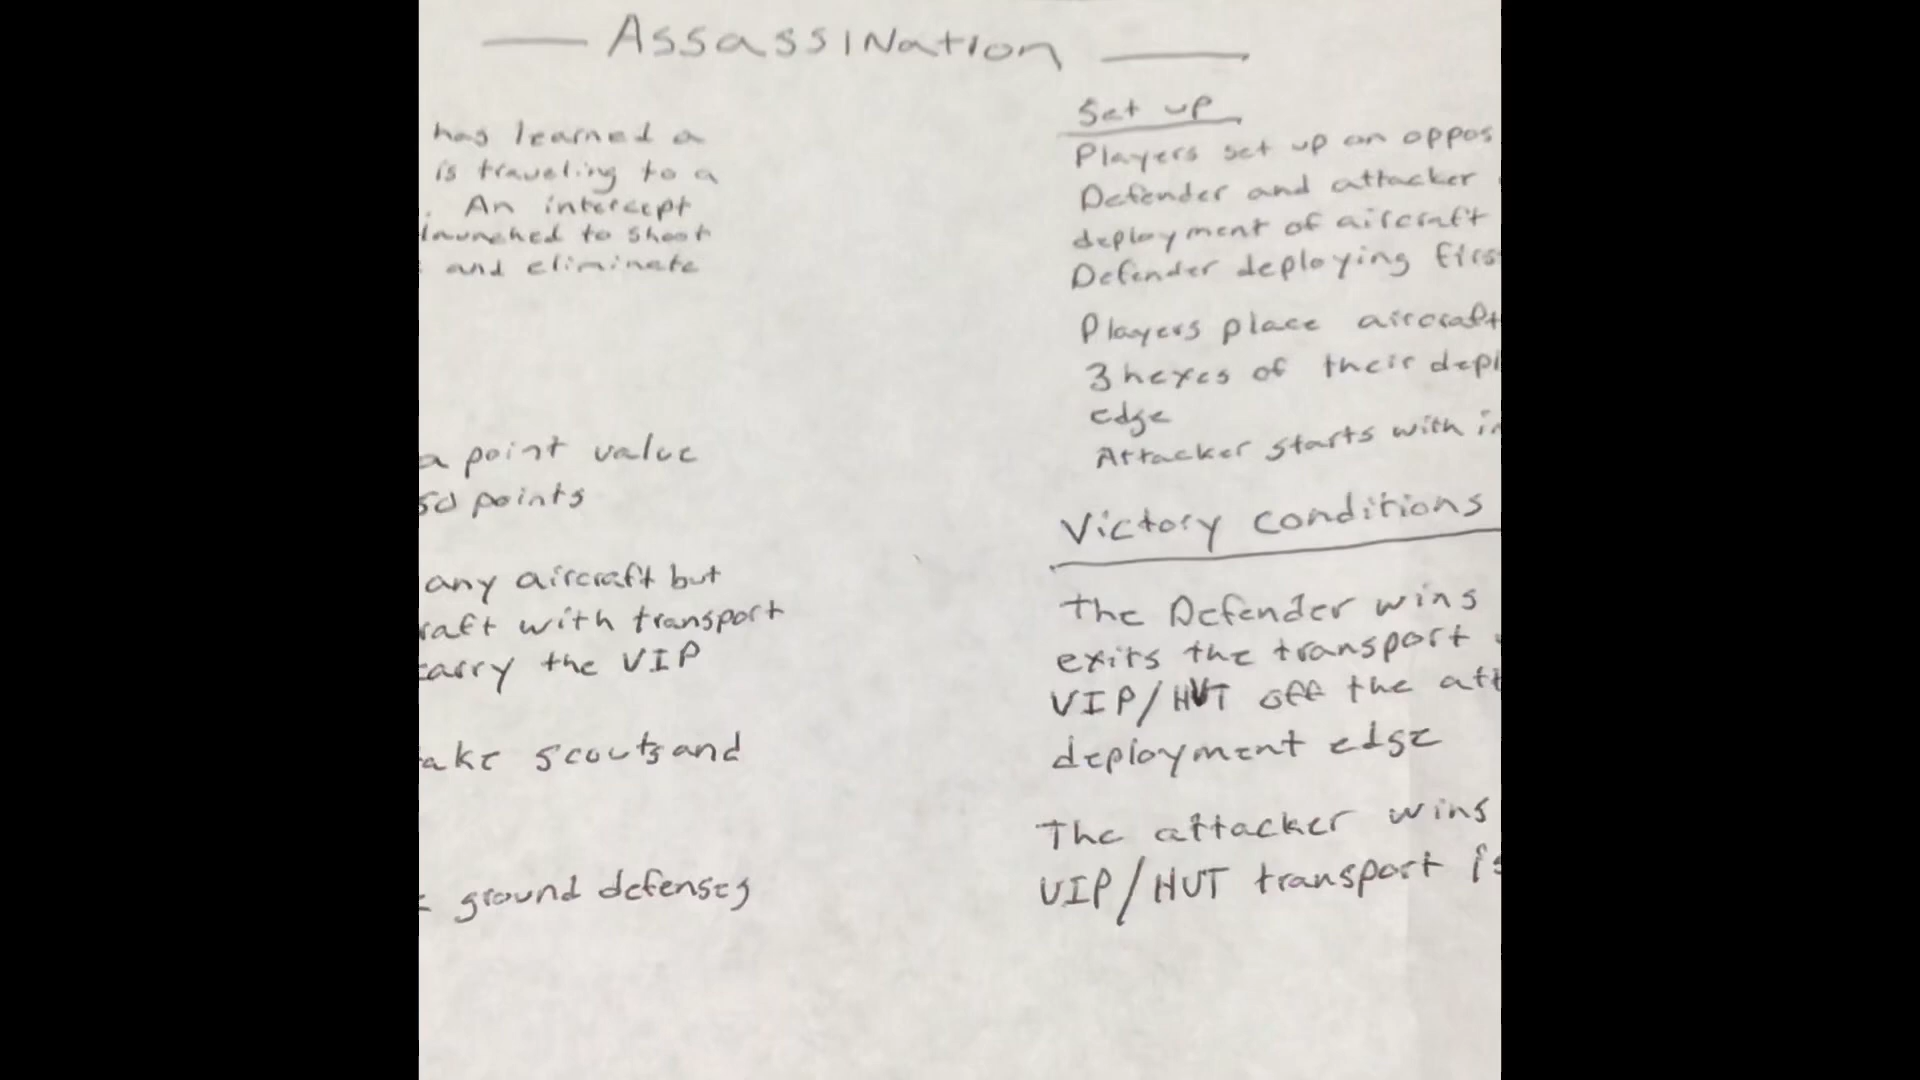 Assassination
has learned a
is traveling to a
. An intercept
launched to shoot
and eliminate
a point value
50 points
any aircraft but
raft with transport
carry the VIP
ake scouts and
ground defenses
Set up
Players set up on oppos
Defender and attacker
deployment of aircraft
Defender deploying firs
Players place aircraft
3 hexes of their depl
edge
Attacker starts with in
Victory conditions
The Defender wins
exits the transport
VIP/HVT off the att
deployment edge
The attacker wins
VIP/HVT transport is